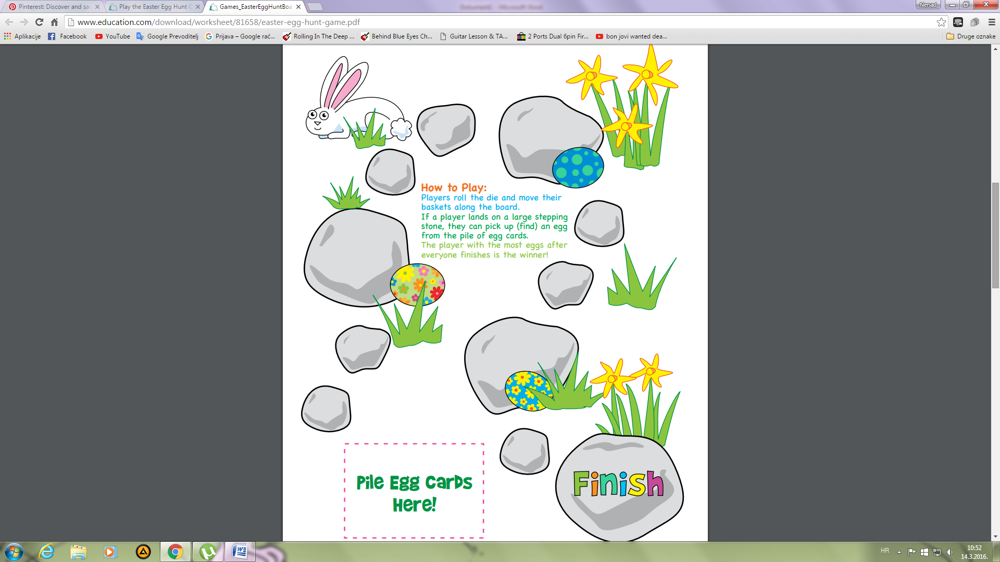 Pinterest: Discover and sa
Play the Easter Egg Hunt G
Games_EasterEggHuntBoa
Dokument1 - Microsoft Word
Nenad
www.education.com/download/worksheet/81658/easter-egg-hunt-game.pdf
Aplikacije
Facebook
YouTube
Google Prevoditelj
Prijava – Google rač...
Rolling In The Deep ...
Behind Blue Eyes Ch...
Guitar Lesson & TA...
2 Ports Dual 6pin Fir...
bon jovi wanted dea...
Druge oznake
How to Play:
Players roll the die and move their
baskets along the board.
If a player lands on a large stepping
stone, they can pick up (find) an egg
from the pile of egg cards.
The player with the most eggs after
everyone finishes is the winner!
Pile Egg Cards
Here!
Finish
HR
10:52
14.3.2016.